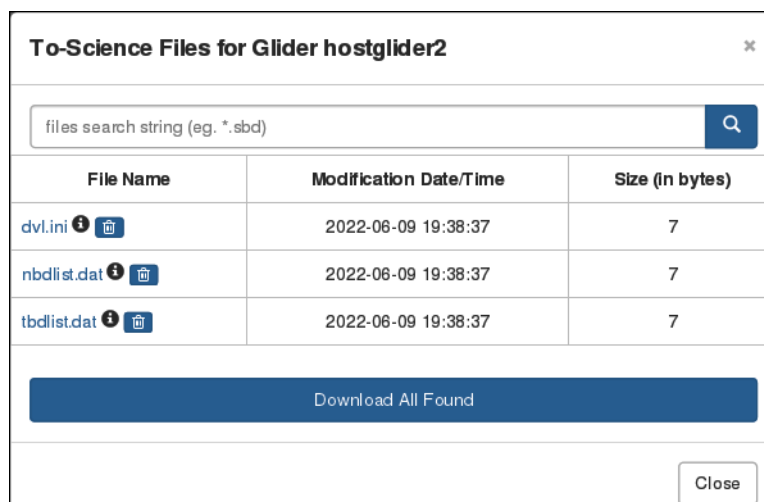 To-Science Files for Glider hostglider2
×
files search string (eg. *.sbd)
File Name Modification Date/Time Size (in bytes)
dvl.ini 2022-06-09 19:38:37 7
nbdlist.dat 2022-06-09 19:38:37 7
tbdlist.dat 2022-06-09 19:38:37 7
Download All Found
Close